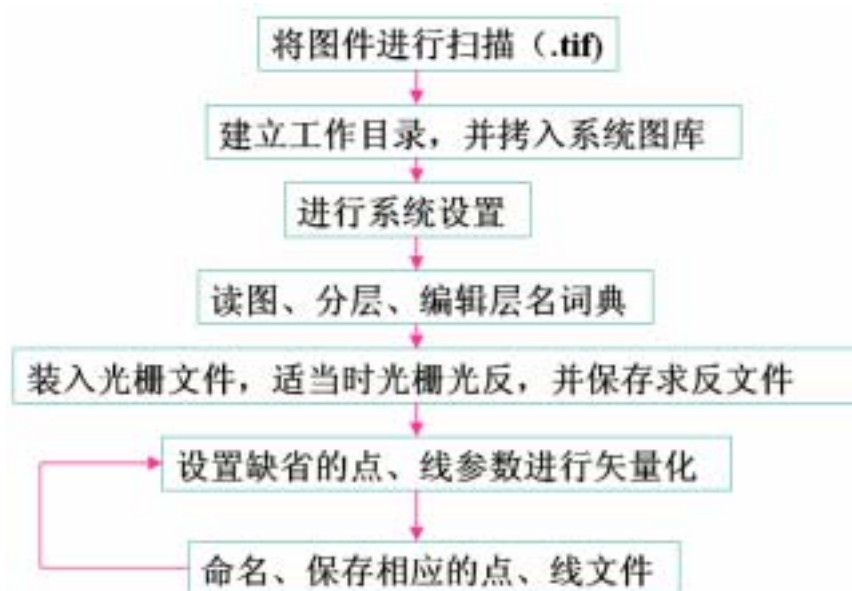 将图件进行扫描（.tif)
建立工作目录，并拷入系统图库
进行系统设置
读图、分层、编辑层名词典
装入光栅文件，适当时光栅光反，并保存求反文件
设置缺省的点、线参数进行矢量化
命名、保存相应的点、线文件